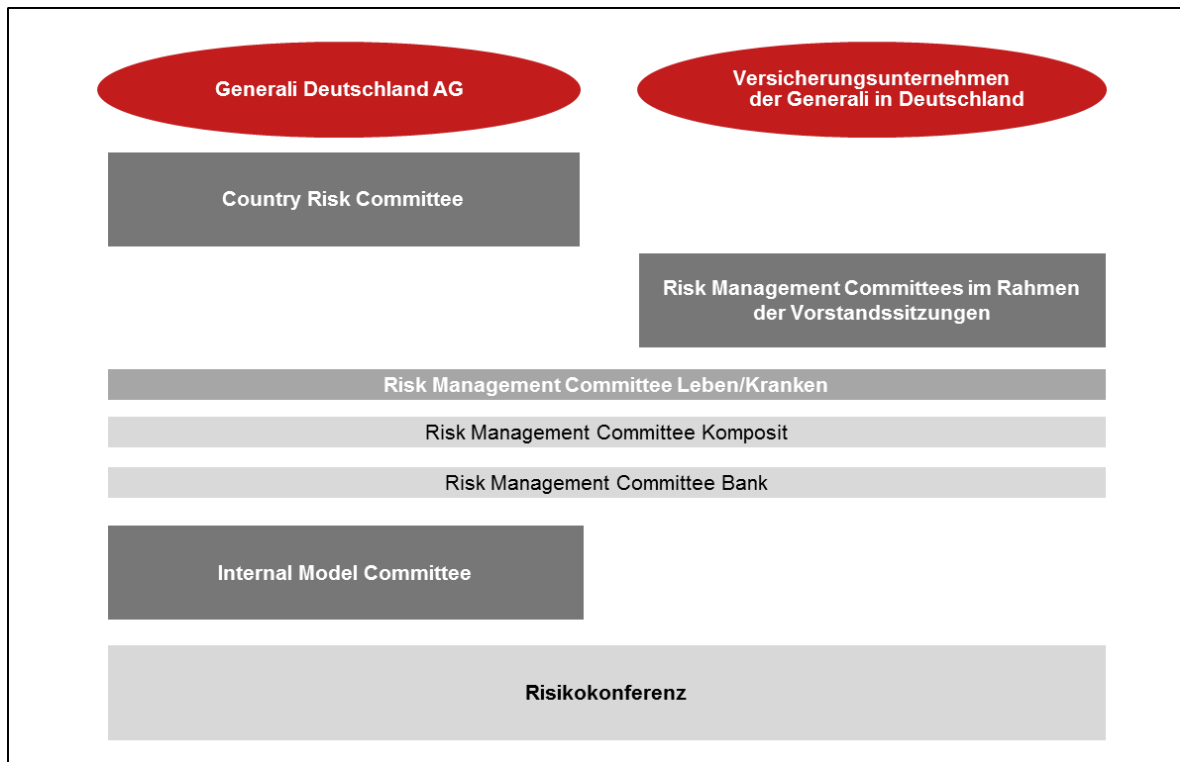 Generali Deutschland AG
Versicherungsunternehmen
der Generali in Deutschland
Country Risk Committee
Risk Management Committees im Rahmen
der Vorstandssitzungen
Risk Management Committee Leben/Kranken
Risk Management Committee Komposit
Risk Management Committee Bank
Internal Model Committee
Risikokonferenz